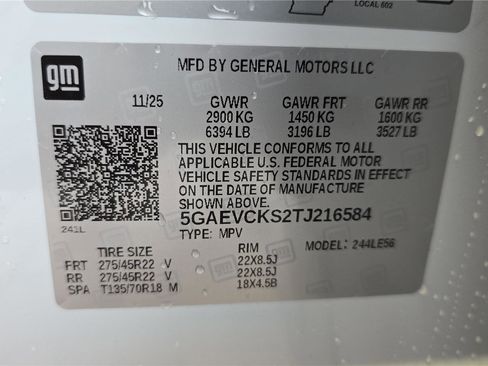 LOCAL 602
gm
MFD BY GENERAL MOTORS LLC
11/25 GVWR GAWR FRT GAWR RR
2900 KG 1450 KG 1600 KG
6394 LB 3196 LB 3527 LB
THIS VEHICLE CONFORMS TO ALL
APPLICABLE U.S. FEDERAL MOTOR
VEHICLE SAFETY STANDARDS IN EFFECT
ON THE DATE OF MANUFACTURE
SHOWN ABOVE.
5GAEVCKS2TJ216584
241L TYPE: MPV
TIRE SIZE RIM MODEL: 244LE56
FRT 275/45R22 V 22X8.5J
RR 275/45R22 V 22X8.5J
SPA T135/70R18 M 18X4.5B